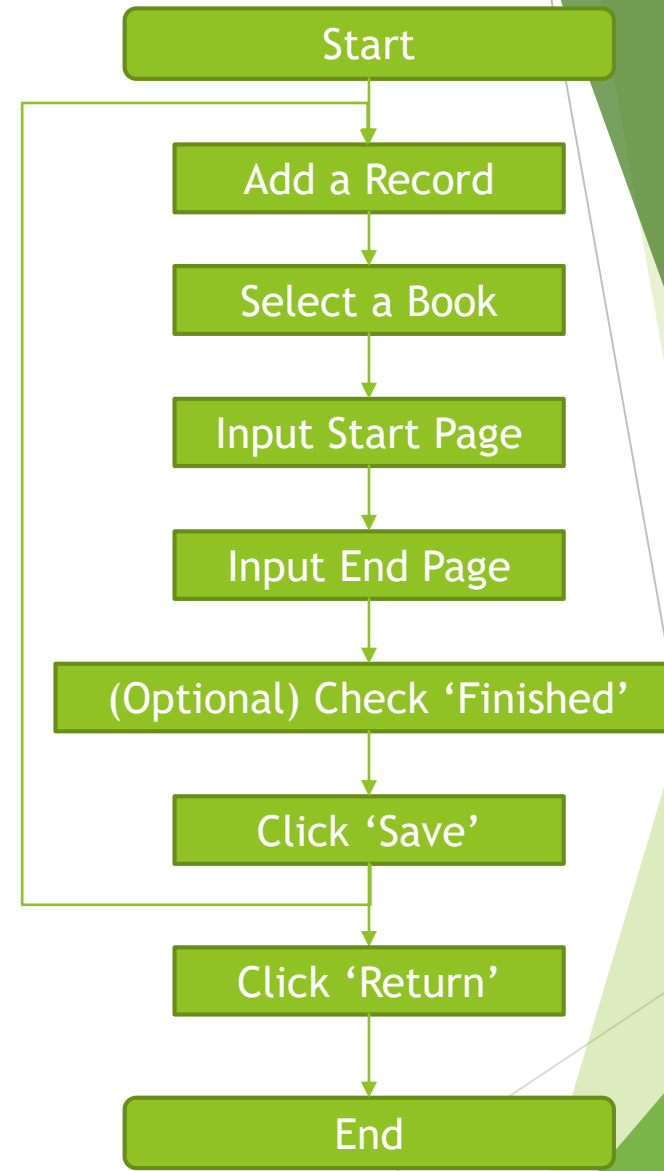 Start
Add a Record
Select a Book
Input Start Page
Input End Page
(Optional) Check ‘Finished’
Click ‘Save’
Click ‘Return’
End